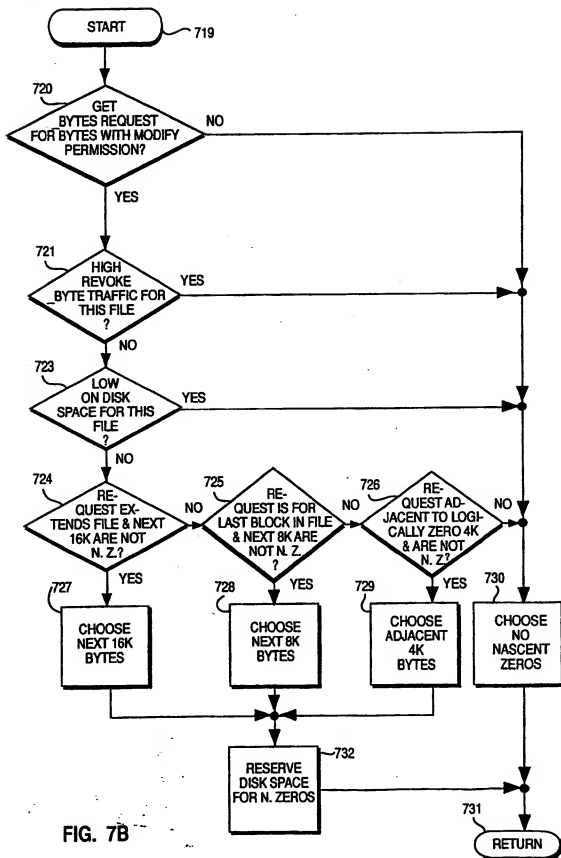 START
719
720
GET
_BYTES REQUEST
FOR BYTES WITH MODIFY
PERMISSION?
NO
YES
721
HIGH
REVOKE
_BYTE TRAFFIC FOR
THIS FILE
?
YES
NO
723
LOW
ON DISK
SPACE FOR THIS
FILE
?
YES
NO
724
RE-
QUEST EX-
TENDS FILE & NEXT
16K ARE NOT
N. Z.?
NO
YES
725
RE-
QUEST IS FOR
LAST BLOCK IN FILE
& NEXT 8K ARE
NOT N. Z.
?
NO
YES
726
RE-
QUEST AD-
JACENT TO LOGI-
CALLY ZERO 4K
& ARE NOT
N. Z.?
NO
YES
727
CHOOSE
NEXT 16K
BYTES
728
CHOOSE
NEXT 8K
BYTES
729
CHOOSE
ADJACENT
4K
BYTES
730
CHOOSE
NO
NASCENT
ZEROS
732
RESERVE
DISK SPACE
FOR N. ZEROS
731
RETURN
FIG. 7B